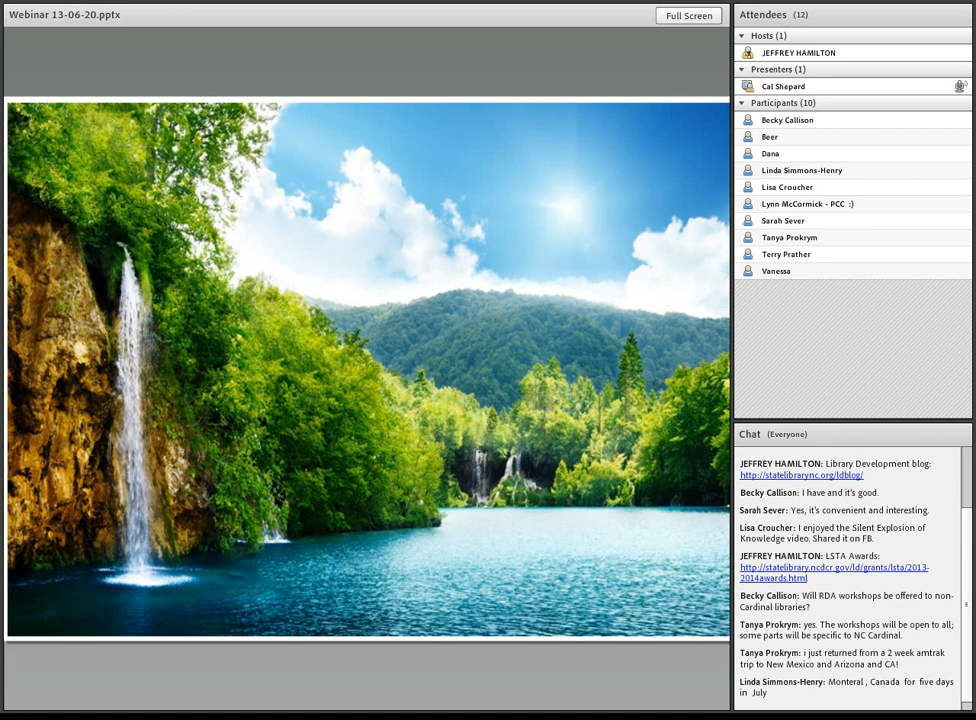 Webinar 13-06-20.pptx
Full Screen
Attendees (12)
Hosts (1)
JEFFREY HAMILTON
Presenters (1)
Cal Shepard
Participants (10)
Becky Callison
Beer
Dana
Linda Simmons-Henry
Lisa Croucher
Lynn McCormick - PCC :)
Sarah Sever
Tanya Prokrym
Terry Prather
Vanessa
Chat (Everyone)
JEFFREY HAMILTON: Library Development blog:
http://statelibrarync.org/ldblog/
Becky Callison: I have and it's good.
Sarah Sever: Yes, it's convenient and interesting.
Lisa Croucher: I enjoyed the Silent Explosion of
Knowledge video. Shared it on FB.
JEFFREY HAMILTON: LSTA Awards:
http://statelibrary.ncdcr.gov/ld/grants/lsta/2013-
2014awards.html
Becky Callison: Will RDA workshops be offered to non-
Cardinal libraries?
Tanya Prokrym: yes. The workshops will be open to all;
some parts will be specific to NC Cardinal.
Tanya Prokrym: i just returned from a 2 week amtrak
trip to New Mexico and Arizona and CA!
Linda Simmons-Henry: Monteral , Canada for five days
in July